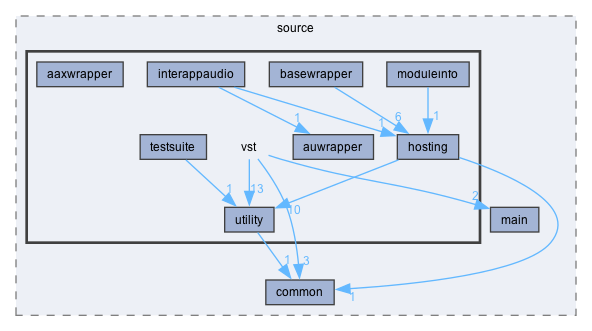 source
aaxwrapper interappaudio basewrapper moduleinfo
1 1 6 1
testsuite vst auwrapper hosting
1 13 10 2
utility main
1 3 1
common